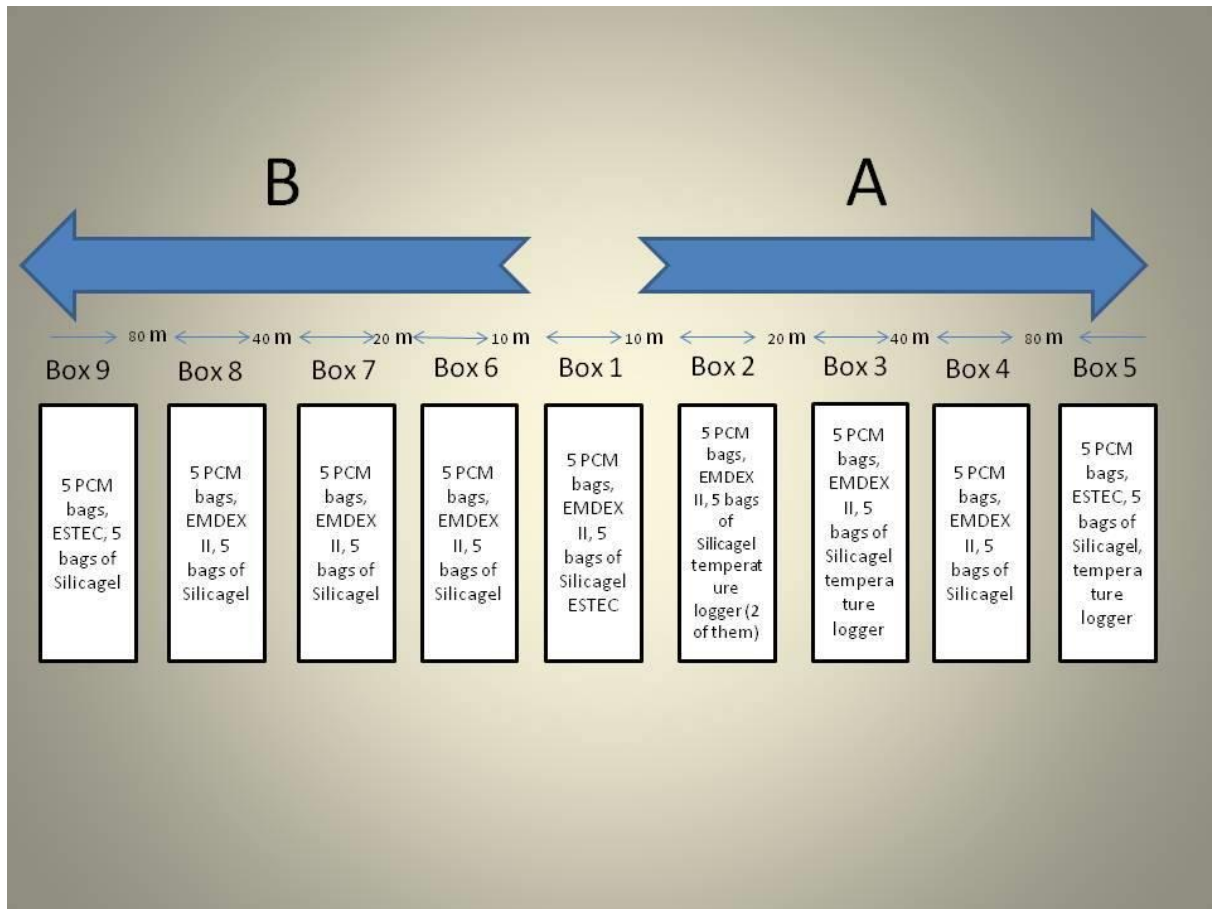 B
A
80 m 40 m 20 m 10 m 10 m 20 m 40 m 80 m
Box 9 Box 8 Box 7 Box 6 Box 1 Box 2 Box 3 Box 4 Box 5
5 PCM
bags,
ESTEC, 5
bags of
Silicagel
5 PCM
bags,
EMDEX
II, 5
bags of
Silicagel
5 PCM
bags,
EMDEX
II, 5
bags of
Silicagel
5 PCM
bags,
EMDEX
II, 5
bags of
Silicagel
5 PCM
bags,
EMDEX
II, 5
bags of
Silicagel
ESTEC
5 PCM
bags,
EMDEX
II, 5 bags
of
Silicagel
temperat
ure
logger (2
of them)
5 PCM
bags,
EMDEX
II, 5
bags of
Silicagel
tempera
ture
logger
5 PCM
bags,
EMDEX
II, 5
bags of
Silicagel
5 PCM
bags,
ESTEC, 5
bags of
Silicagel,
tempera
ture
logger